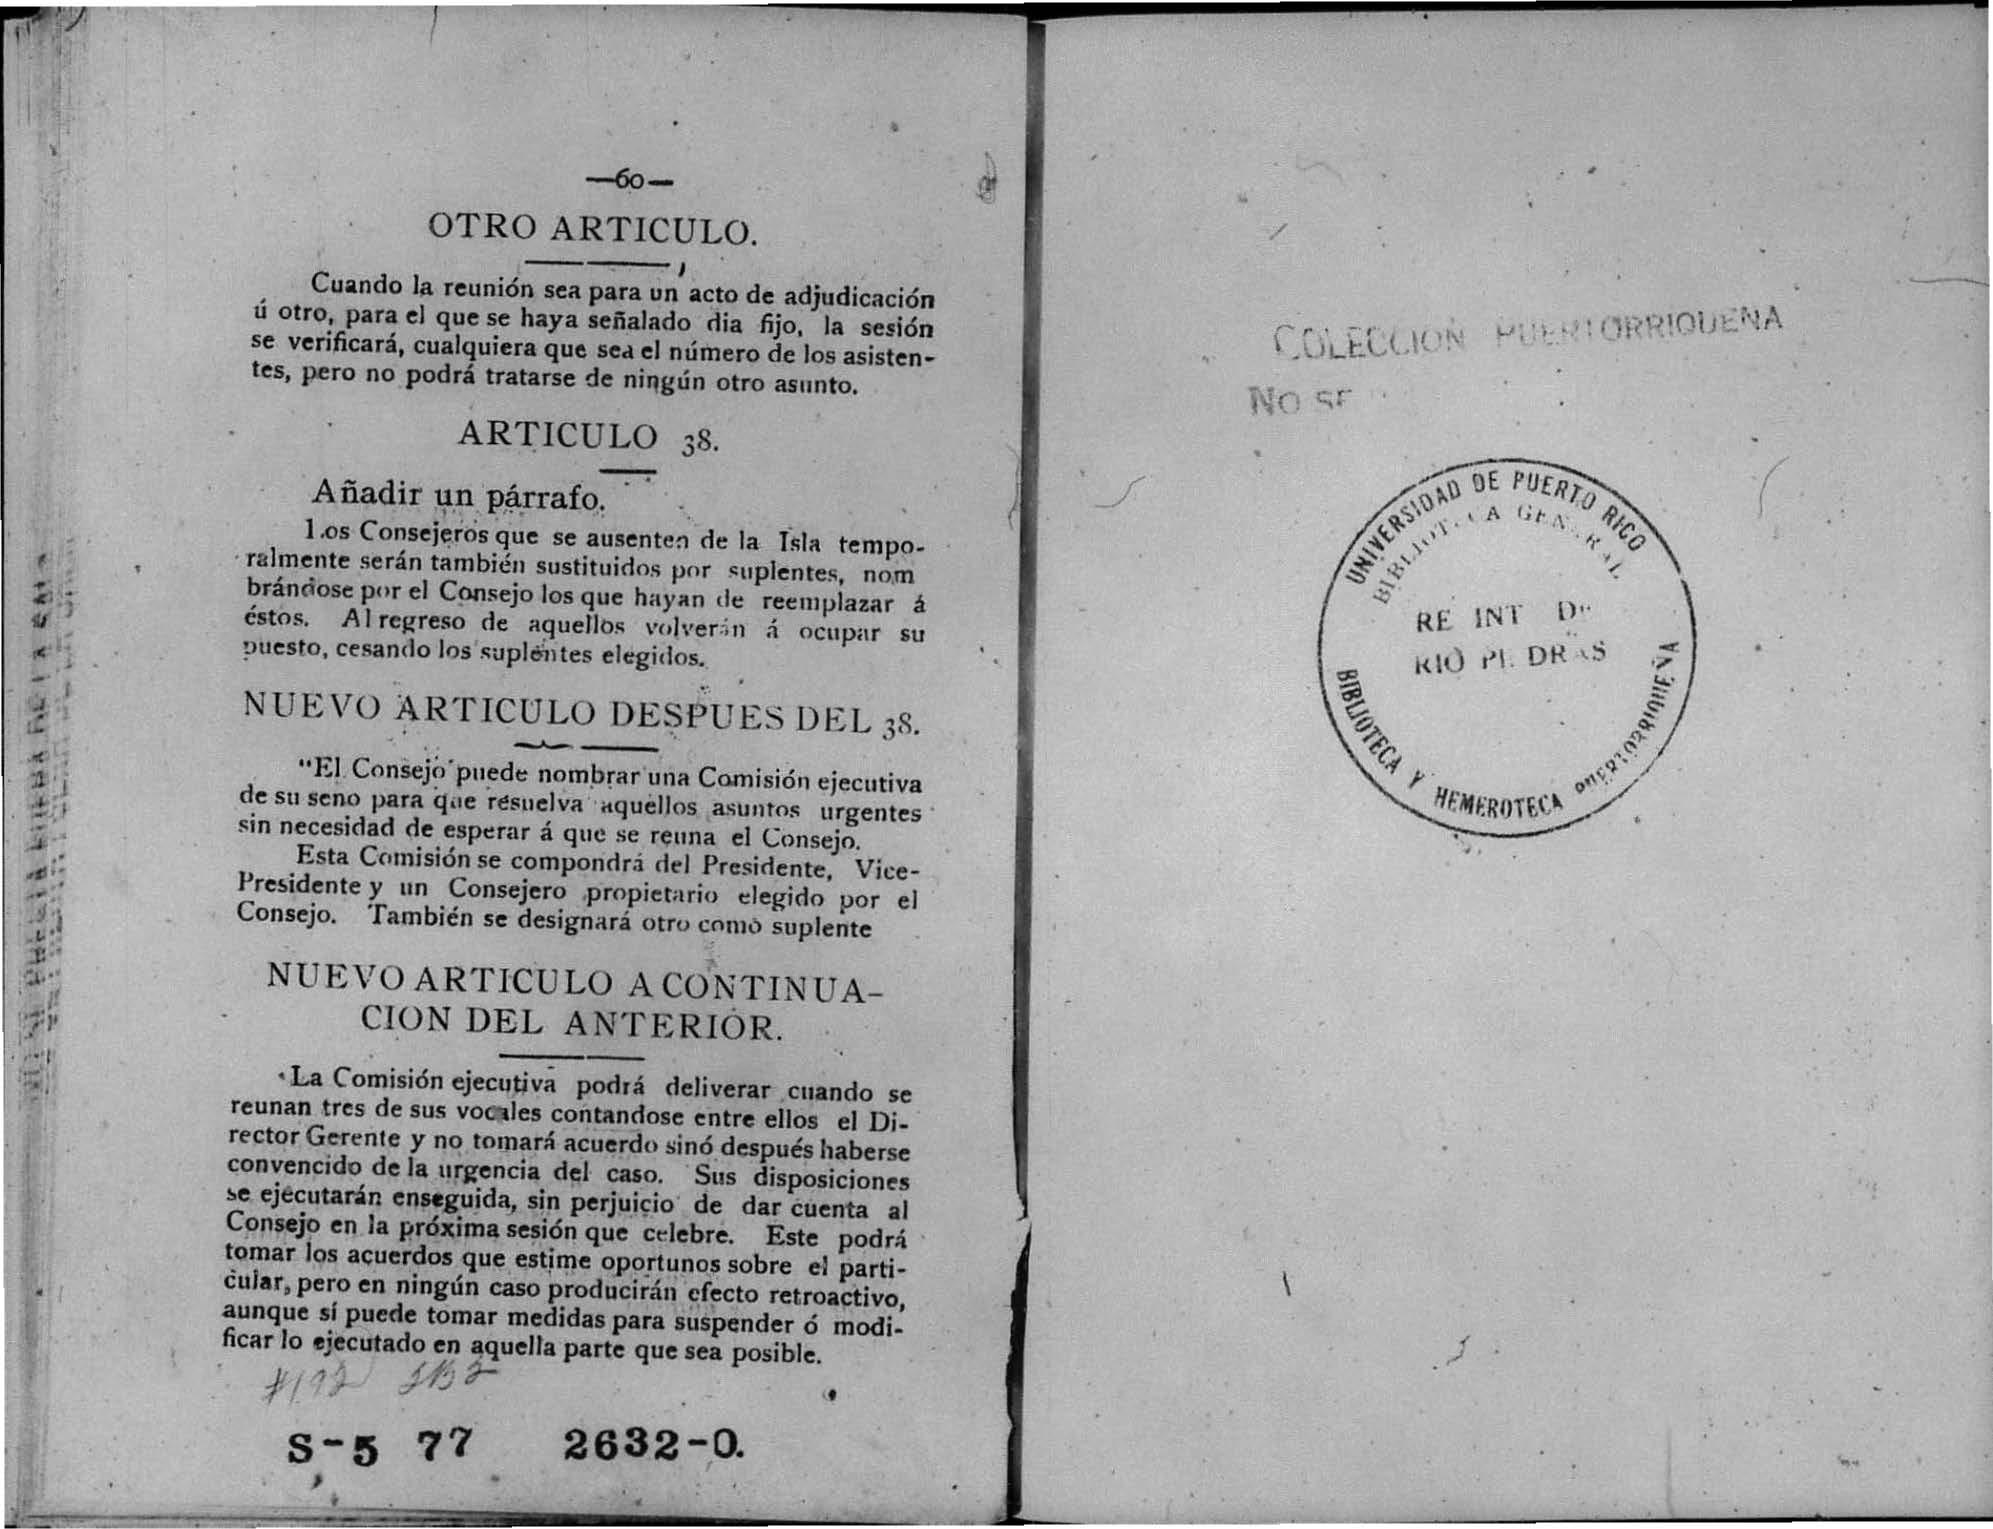 —60—
OTRO ARTICULO.
Cuando la reunión sea para un acto de adjudicación
ú otro, para el que se haya señalado dia fijo, la sesión
se verificará, cualquiera que sea el número de los asisten-
tes, pero no podrá tratarse de ningún otro asunto.
ARTICULO 38.
Añadir un párrafo.
Los Consejeros que se ausenten de la Isla tempo-
ralmente serán también sustituidos por suplentes, nom
brándose por el Consejo los que hayan de reemplazar á
éstos. Al regreso de aquellos volverán á ocupar su
puesto, cesando los suplentes elegidos.
NUEVO ARTICULO DESPUES DEL 38.
"El Consejo puede nombrar una Comisión ejecutiva
de su seno para que resuelva aquellos asuntos urgentes
sin necesidad de esperar á que se reuna el Consejo.
Esta Comisión se compondrá del Presidente, Vice-
Presidente y un Consejero propietario elegido por el
Consejo. También se designará otro como suplente
NUEVO ARTICULO A CONTINUA-
CION DEL ANTERIOR.
La Comisión ejecutiva podrá deliverar cuando se
reunan tres de sus vocales contandose entre ellos el Di-
rector Gerente y no tomará acuerdo sinó después haberse
convencido de la urgencia del caso. Sus disposiciones
se ejecutarán enseguida, sin perjuicio de dar cuenta al
Consejo en la próxima sesión que celebre. Este podrá
tomar los acuerdos que estime oportunos sobre el parti-
cular, pero en ningún caso producirán efecto retroactivo,
aunque sí puede tomar medidas para suspender ó modi-
ficar lo ejecutado en aquella parte que sea posible.
S-5 77 2632-O.
COLECCION PUERTORRIQUEÑA
NO SE
UNIVERSIDAD DE PUERTO RICO
BIBLIOTECA GENERAL
RIO PIEDRAS
BIBLIOTECA Y HEMEROTECA PUERTORRIQUEÑA